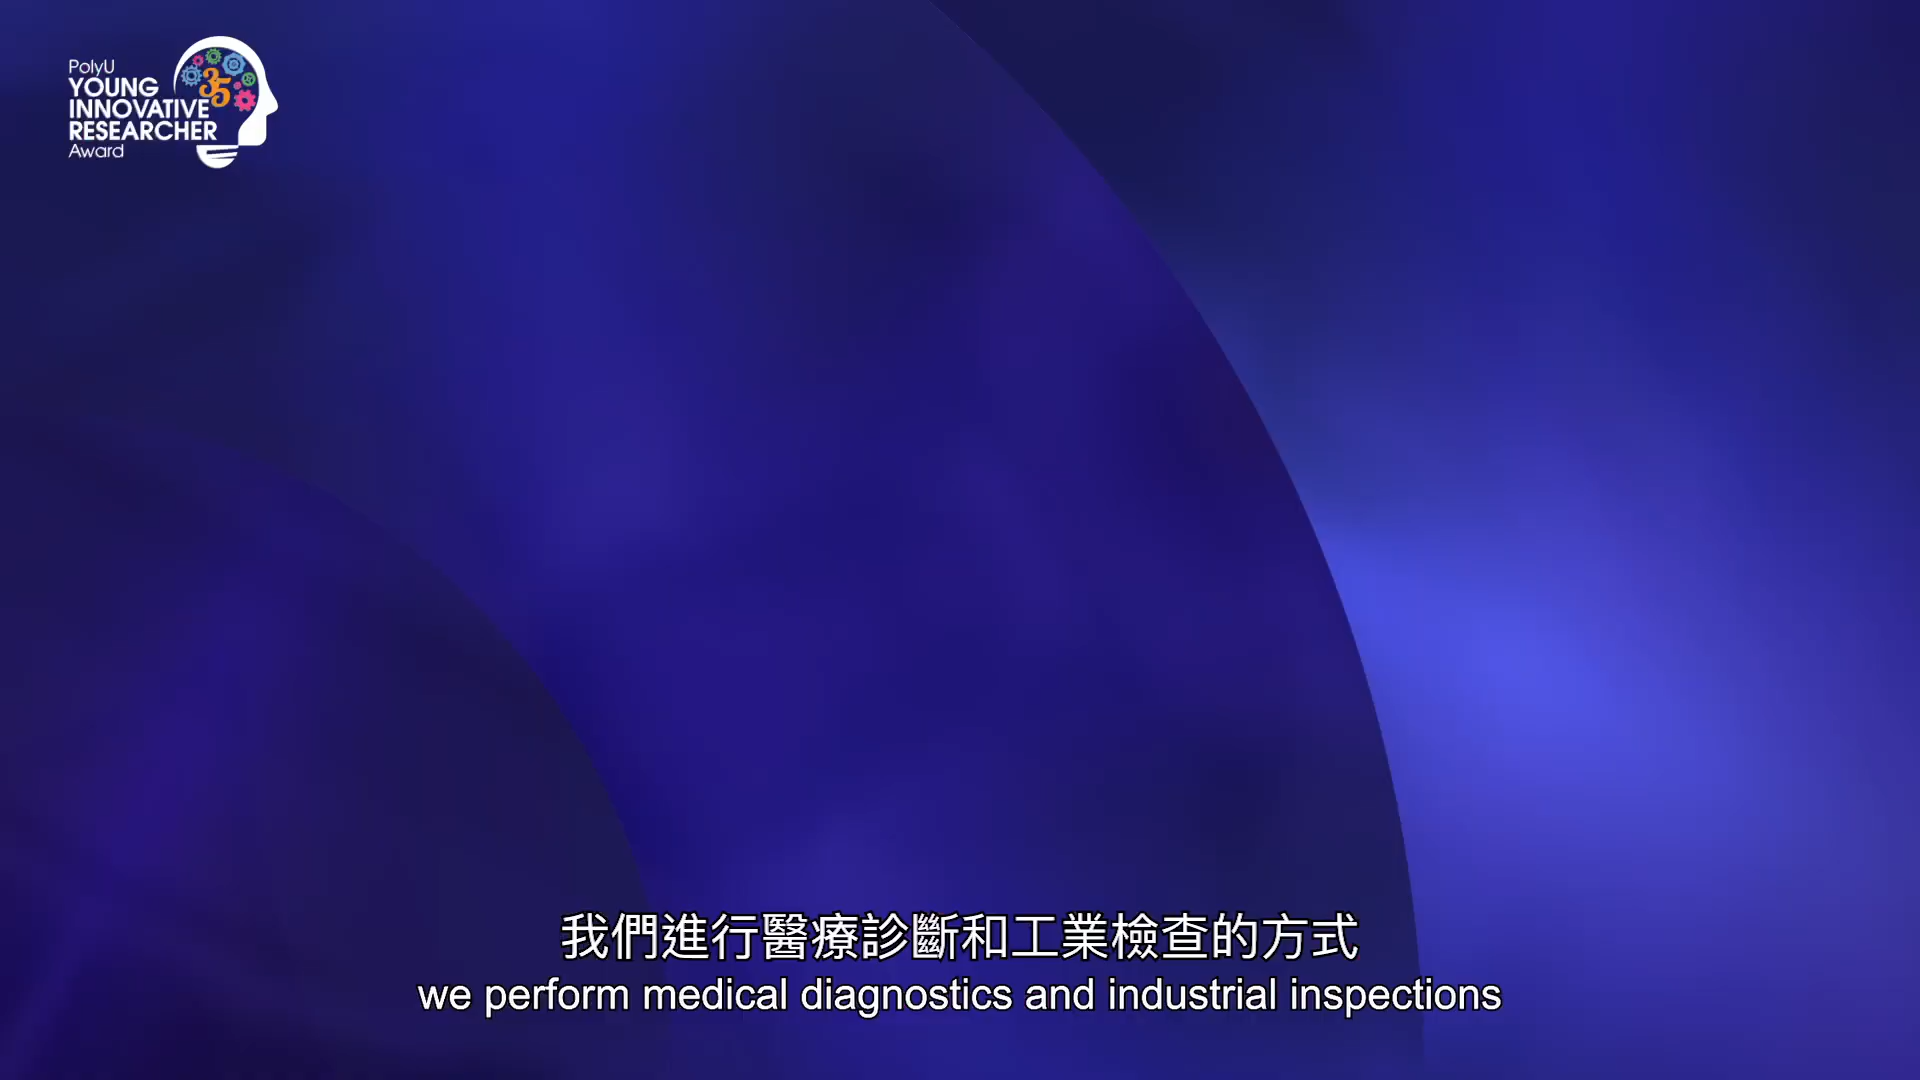 PolyU
YOUNG
INNOVATIVE
RESEARCHER
Award
35
我們進行醫療診斷和工業檢查的方式
we perform medical diagnostics and industrial inspections